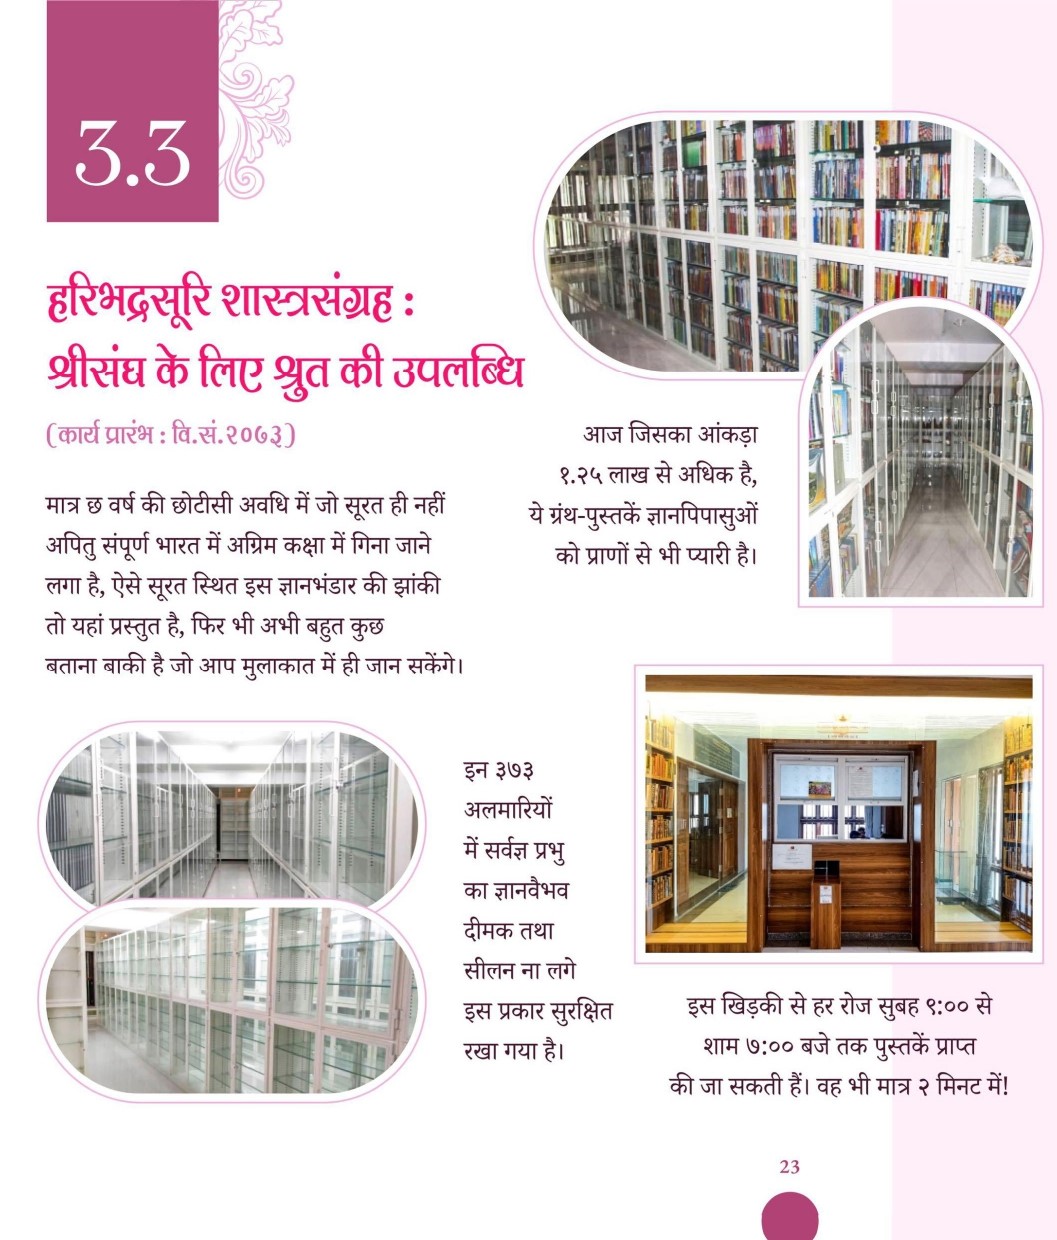 3.3
हरिभद्रसूरि शास्त्रसंग्रह :
श्रीसंघ के लिए श्रुत की उपलब्धि
(कार्य प्रारंभ : वि.सं.२०७३)
मात्र छ वर्ष की छोटीसी अवधि में जो सूरत ही नहीं
अपितु संपूर्ण भारत में अग्रिम कक्षा में गिना जाने
लगा है, ऐसे सूरत स्थित इस ज्ञानभंडार की झांकी
तो यहां प्रस्तुत है, फिर भी अभी बहुत कुछ
बताना बाकी है जो आप मुलाकात में ही जान सकेंगे।
आज जिसका आंकड़ा
१.२५ लाख से अधिक है,
ये ग्रंथ-पुस्तकें ज्ञानपिपासुओं
को प्राणों से भी प्यारी है।
इन ३७३
अलमारियों
में सर्वज्ञ प्रभु
का ज्ञानवैभव
दीमक तथा
सीलन ना लगे
इस प्रकार सुरक्षित
रखा गया है।
इस खिड़की से हर रोज सुबह ९:०० से
शाम ७:०० बजे तक पुस्तकें प्राप्त
की जा सकती हैं। वह भी मात्र २ मिनट में!
23